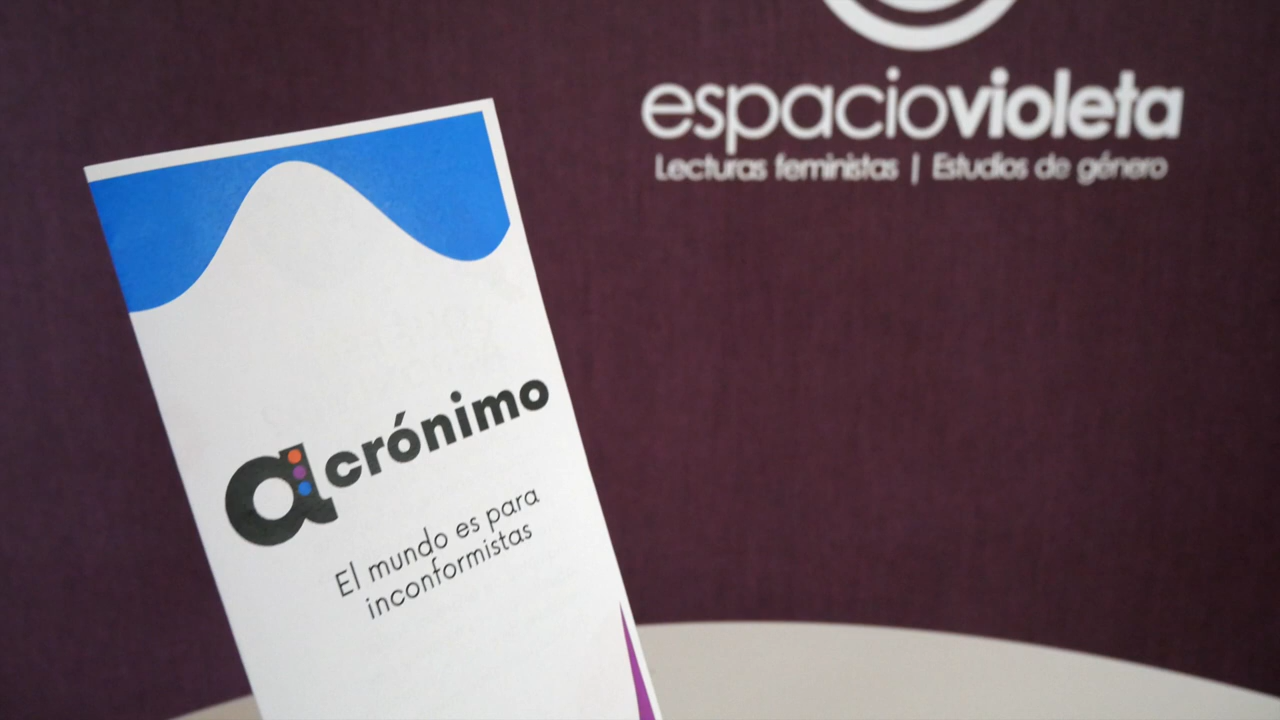 espaciovioleta
Lecturas feministas | Estudios de género
acrónimo
El mundo es para
inconformistas